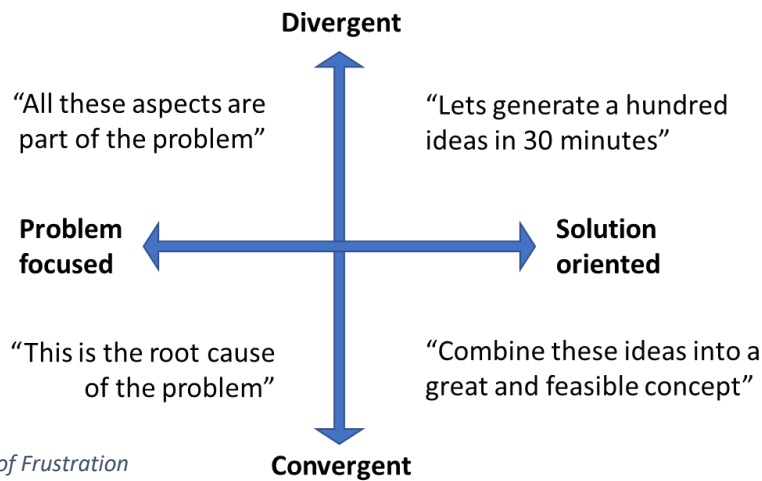 Divergent
“All these aspects are
part of the problem”
“Lets generate a hundred
ideas in 30 minutes”
Problem
focused
Solution
oriented
“This is the root cause
of the problem”
“Combine these ideas into a
great and feasible concept”
of Frustration
Convergent